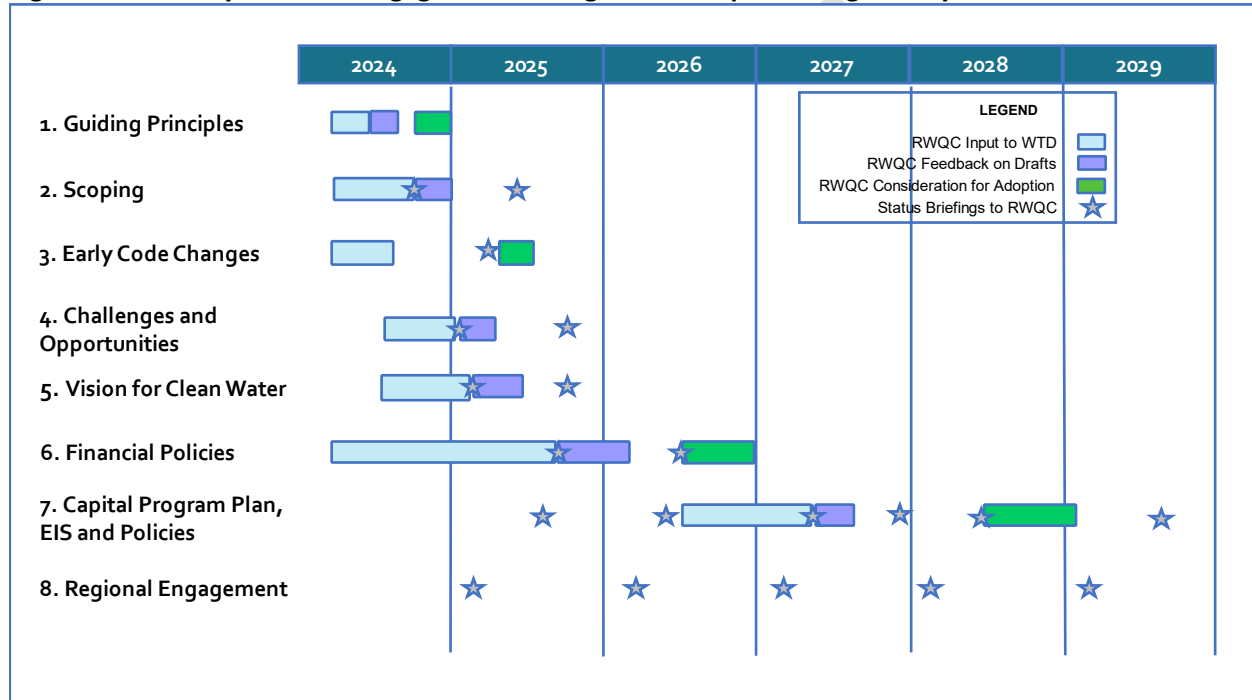 2024 2025 2026 2027 2028 2029
LEGEND
RWQC Input to WTD
RWQC Feedback on Drafts
RWQC Consideration for Adoption
Status Briefings to RWQC
1. Guiding Principles
2. Scoping
3. Early Code Changes
4. Challenges and
Opportunities
5. Vision for Clean Water
6. Financial Policies
7. Capital Program Plan,
EIS and Policies
8. Regional Engagement